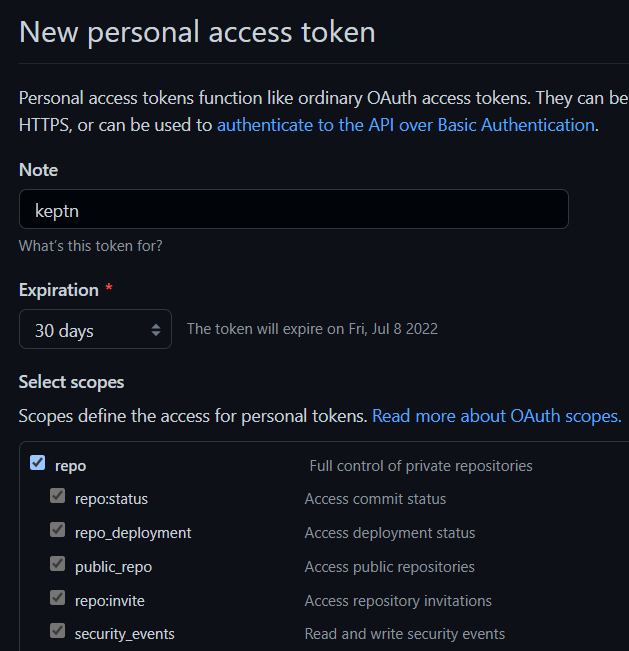 New personal access token
Personal access tokens function like ordinary OAuth access tokens. They can be
HTTPS, or can be used to authenticate to the API over Basic Authentication.
Note
keptn
What's this token for?
Expiration *
30 days The token will expire on Fri, Jul 8 2022
Select scopes
Scopes define the access for personal tokens. Read more about OAuth scopes.
repo Full control of private repositories
repo:status Access commit status
repo_deployment Access deployment status
public_repo Access public repositories
repo:invite Access repository invitations
security_events Read and write security events